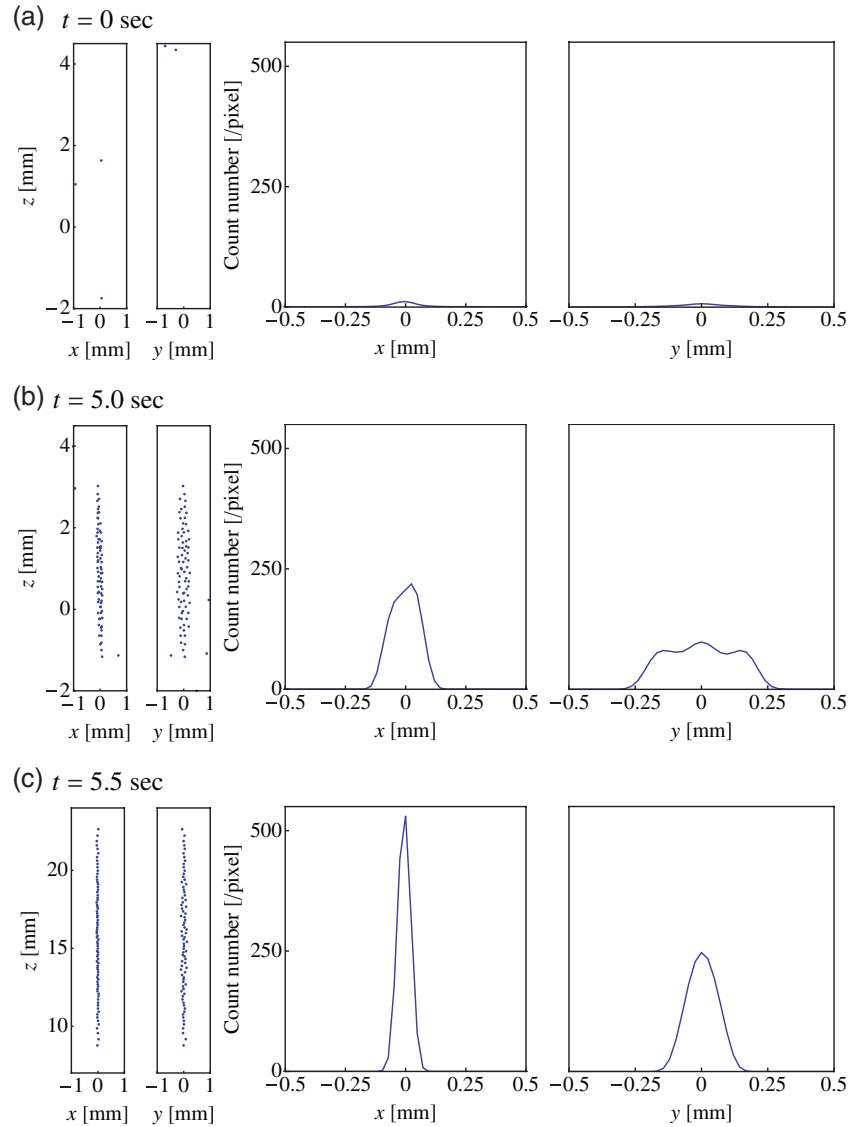 (a) t = 0 sec
z [mm]
4
2
0
−2
−1 0 1
x [mm]
−1 0 1
y [mm]
Count number [/pixel]
500
250
0
−0.5 −0.25 0 0.25 0.5
x [mm]
−0.5 −0.25 0 0.25 0.5
y [mm]
(b) t = 5.0 sec
z [mm]
4
2
0
−2
−1 0 1
x [mm]
−1 0 1
y [mm]
Count number [/pixel]
500
250
0
−0.5 −0.25 0 0.25 0.5
x [mm]
−0.5 −0.25 0 0.25 0.5
y [mm]
(c) t = 5.5 sec
z [mm]
20
15
10
−1 0 1
x [mm]
−1 0 1
y [mm]
Count number [/pixel]
500
250
0
−0.5 −0.25 0 0.25 0.5
x [mm]
−0.5 −0.25 0 0.25 0.5
y [mm]